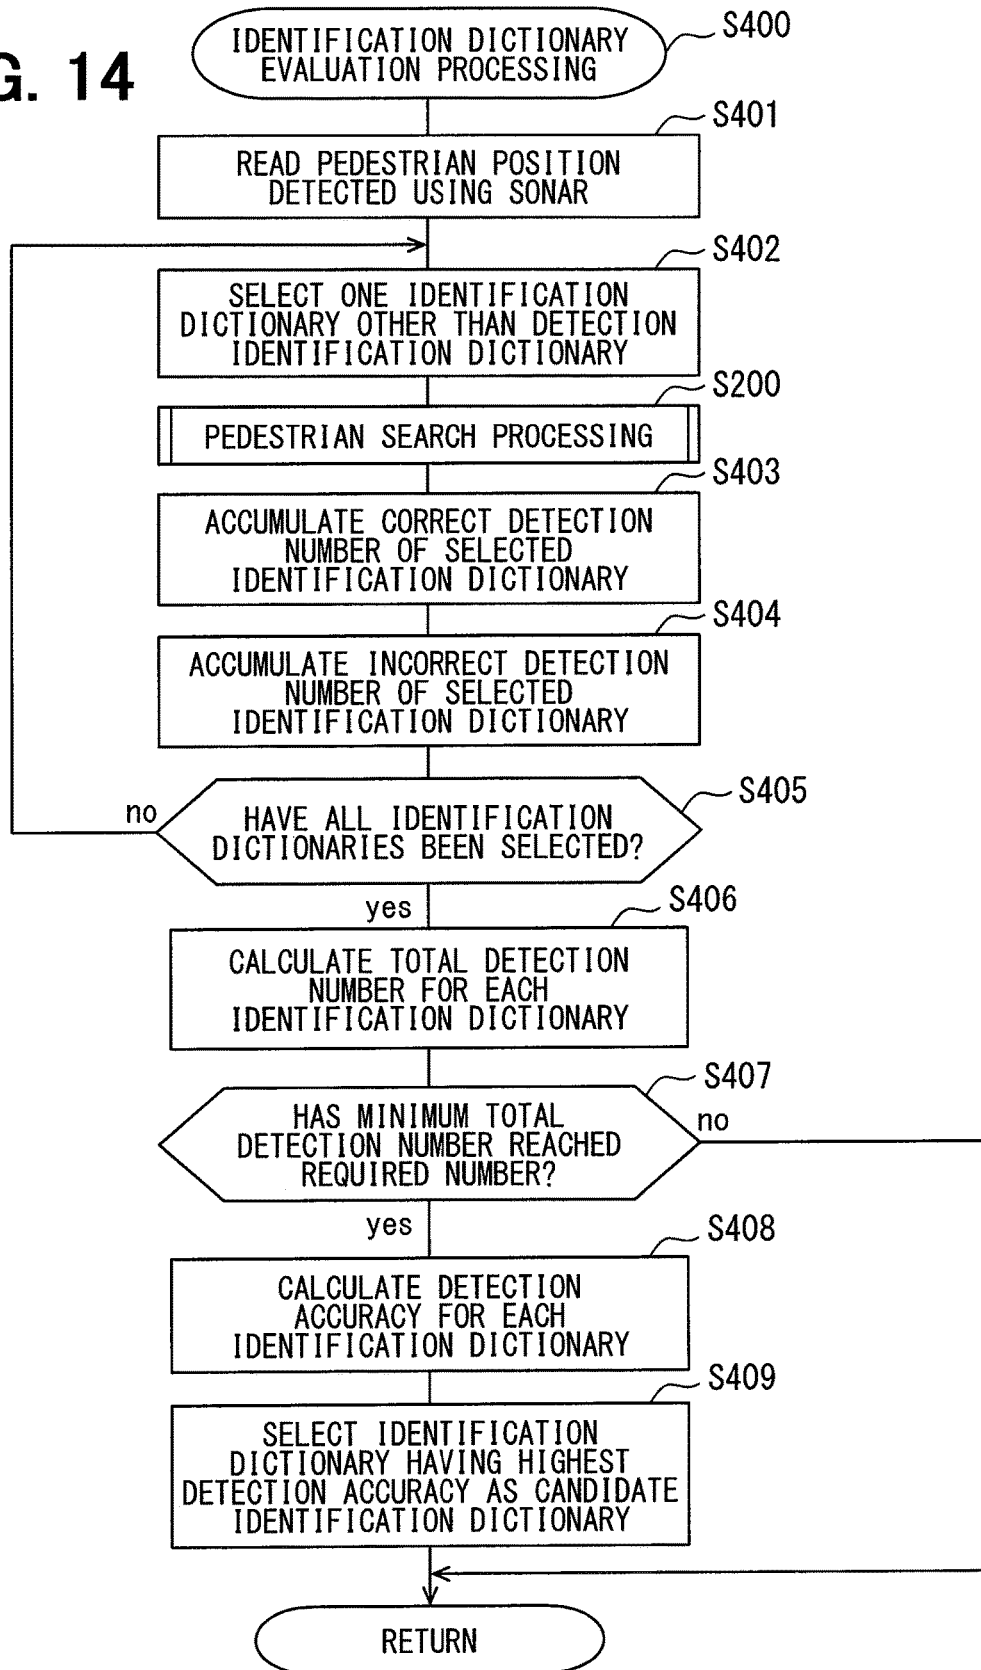 G. 14
IDENTIFICATION DICTIONARY
EVALUATION PROCESSING
S400
S401
READ PEDESTRIAN POSITION
DETECTED USING SONAR
S402
SELECT ONE IDENTIFICATION
DICTIONARY OTHER THAN DETECTION
IDENTIFICATION DICTIONARY
S200
PEDESTRIAN SEARCH PROCESSING
S403
ACCUMULATE CORRECT DETECTION
NUMBER OF SELECTED
IDENTIFICATION DICTIONARY
S404
ACCUMULATE INCORRECT DETECTION
NUMBER OF SELECTED
IDENTIFICATION DICTIONARY
S405
no
HAVE ALL IDENTIFICATION
DICTIONARIES BEEN SELECTED?
yes
S406
CALCULATE TOTAL DETECTION
NUMBER FOR EACH
IDENTIFICATION DICTIONARY
S407
HAS MINIMUM TOTAL
DETECTION NUMBER REACHED
REQUIRED NUMBER?
no
yes
S408
CALCULATE DETECTION
ACCURACY FOR EACH
IDENTIFICATION DICTIONARY
S409
SELECT IDENTIFICATION
DICTIONARY HAVING HIGHEST
DETECTION ACCURACY AS CANDIDATE
IDENTIFICATION DICTIONARY
RETURN